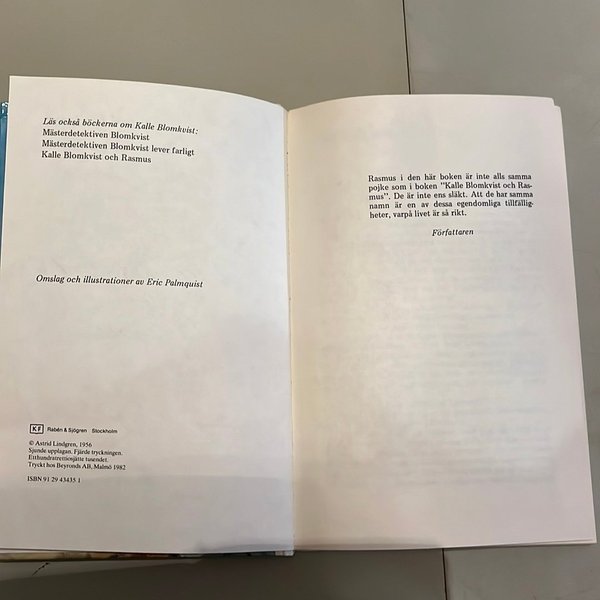 Läs också böckerna om Kalle Blomkvist:
Mästerdetektiven Blomkvist
Mästerdetektiven Blomkvist lever farligt
Kalle Blomkvist och Rasmus
Omslag och illustrationer av Eric Palmquist
KF Rabén & Sjögren Stockholm
© Astrid Lindgren, 1956
Sjunde upplagan. Fjärde tryckningen.
Etthundratrettiosjätte tusendet.
Tryckt hos Beyronds AB, Malmö 1982
ISBN 91 29 43435 1
Rasmus i den här boken är inte alls samma
pojke som i boken "Kalle Blomkvist och Ras-
mus". De är inte ens släkt. Att de har samma
namn är en av dessa egendomliga tillfällig-
heter, varpå livet är så rikt.
Författaren